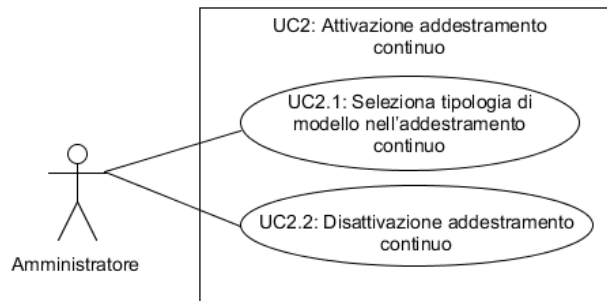 UC2: Attivazione addestramento
continuo
UC2.1: Seleziona tipologia di
modello nell'addestramento
continuo
UC2.2: Disattivazione addestramento
continuo
Amministratore